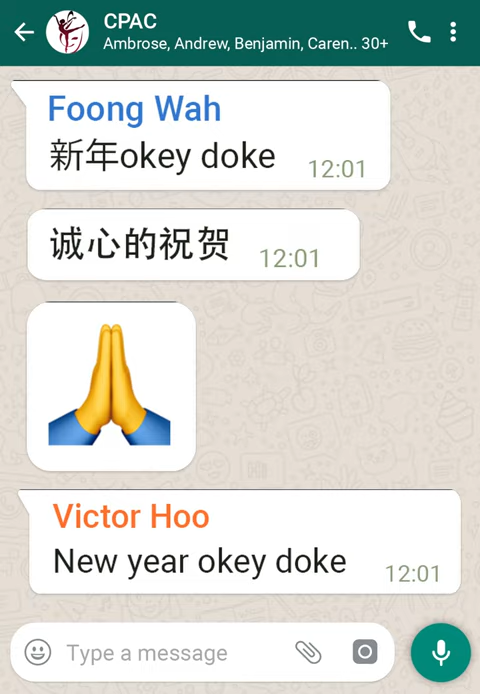 CPAC
Ambrose, Andrew, Benjamin, Caren.. 30+
Foong Wah
新年okey doke 12:01
诚心的祝贺 12:01
Victor Hoo
New year okey doke 12:01
Type a message